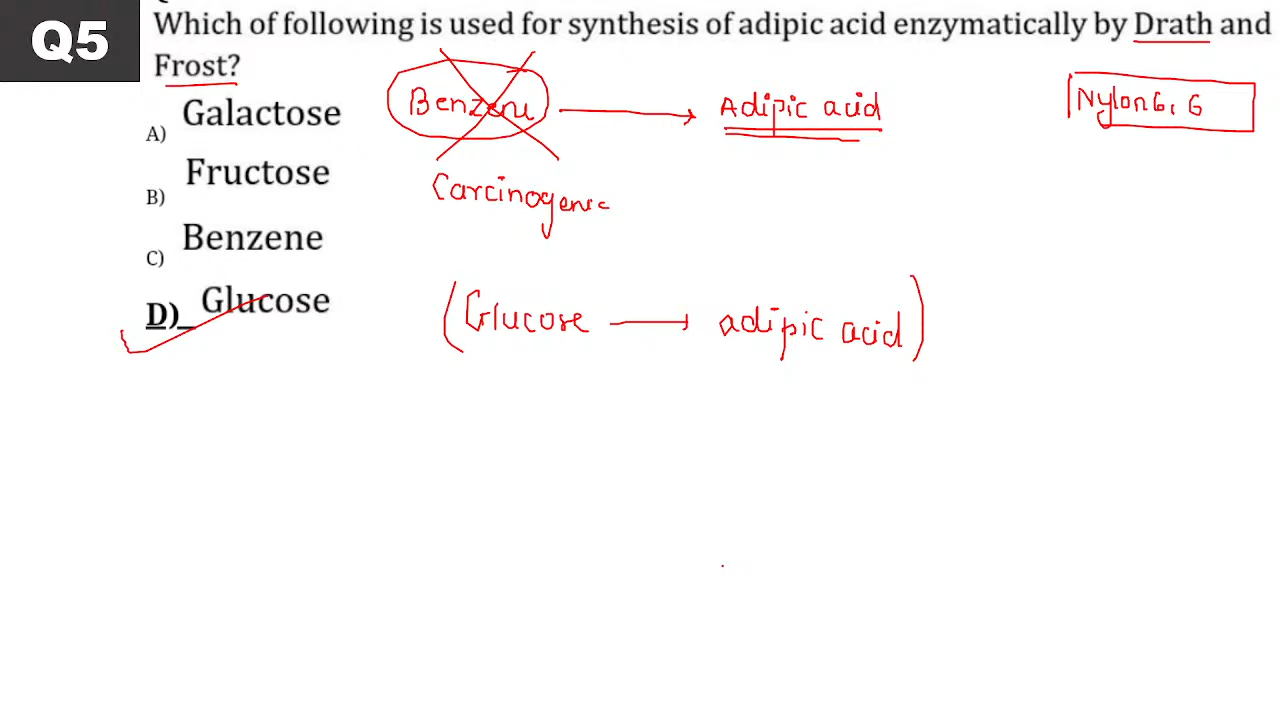 Q5
Which of following is used for synthesis of adipic acid enzymatically by Drath and
Frost?
A) Galactose
B) Fructose
C) Benzene
D) Glucose
Benzene → Adipic acid
Carcinogenic
Nylon 6, 6
(Glucose → adipic acid)